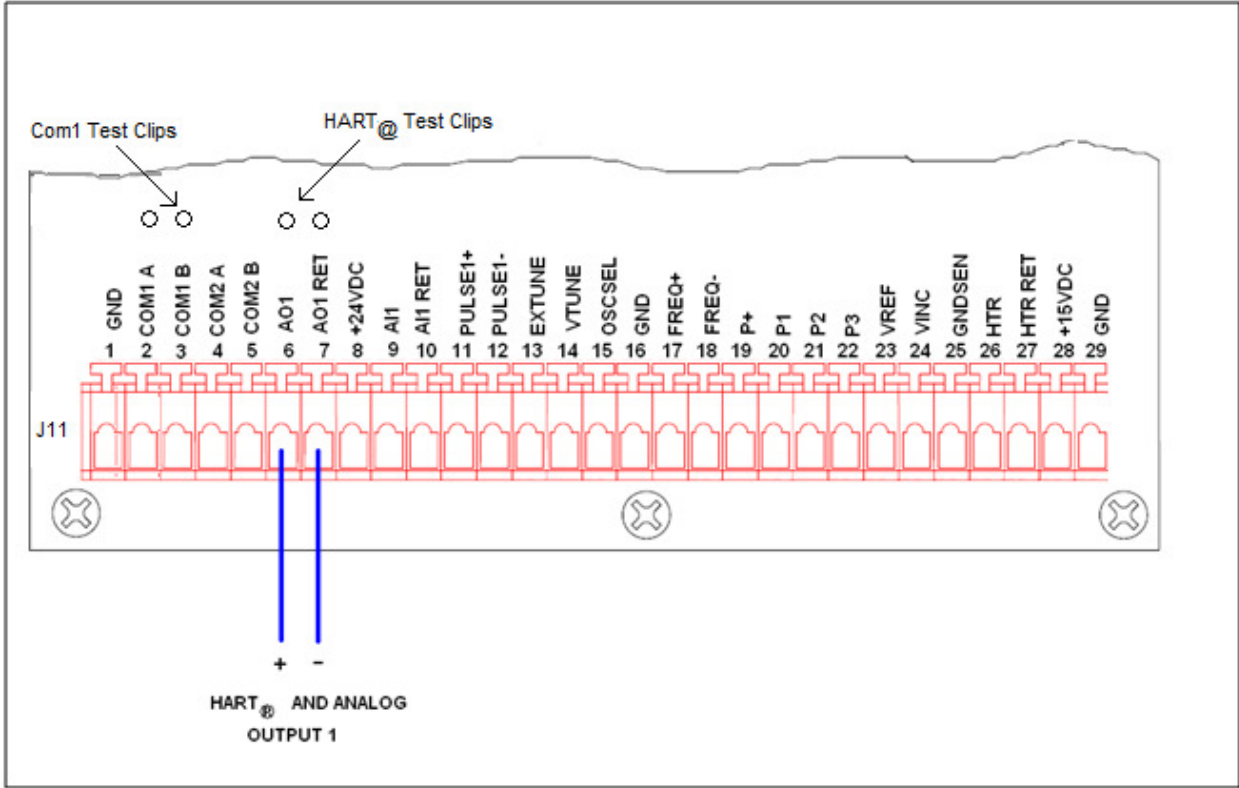 Com1 Test Clips
HART@ Test Clips
GND
COM1 A
COM1 B
COM2 A
COM2 B
AO1
AO1 RET
+24VDC
AI1
AI1 RET
PULSE1+
PULSE1-
EXTUNE
VTUNE
OSCSEL
GND
FREQ+
FREQ-
P+
P1
P2
P3
VREF
VINC
GNDSEN
HTR
HTR RET
+15VDC
GND
1 2 3 4 5 6 7 8 9 10 11 12 13 14 15 16 17 18 19 20 21 22 23 24 25 26 27 28 29
J11
+ -
HART® AND ANALOG
OUTPUT 1